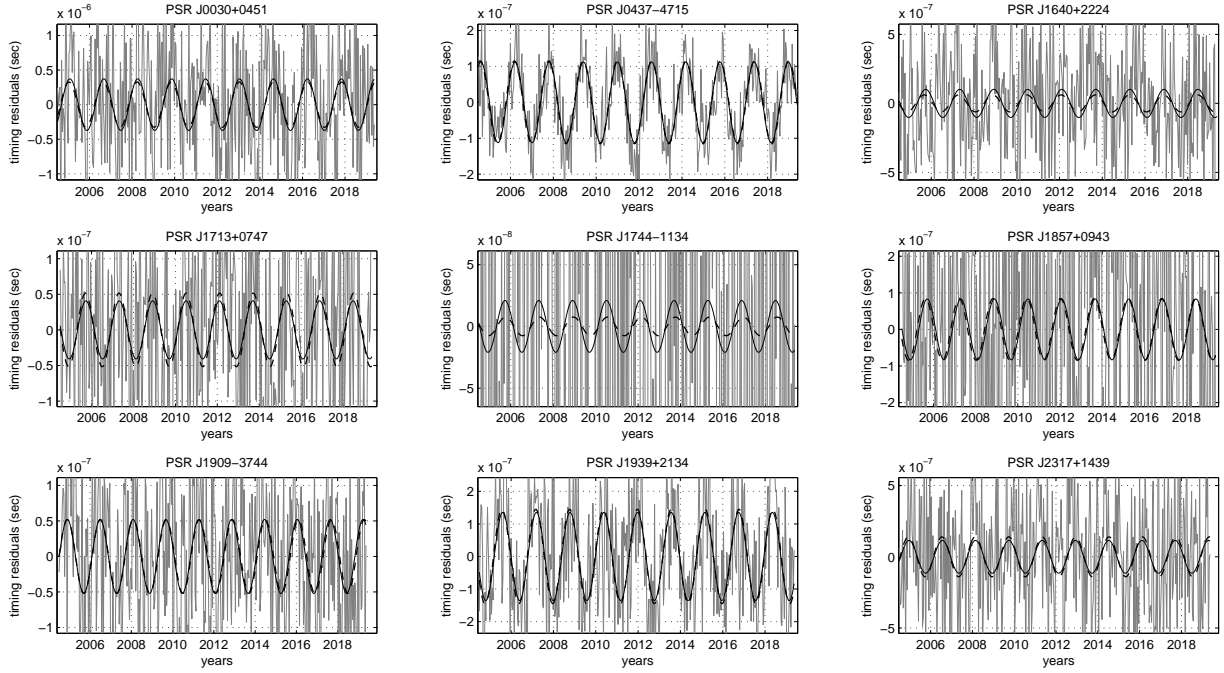 PSR J0030+0451
x 10⁻⁶
1
0.5
0
−0.5
−1
timing residuals (sec)
2006 2008 2010 2012 2014 2016 2018
years
PSR J0437−4715
x 10⁻⁷
2
1
0
−1
−2
timing residuals (sec)
2006 2008 2010 2012 2014 2016 2018
years
PSR J1640+2224
x 10⁻⁷
5
0
−5
timing residuals (sec)
2006 2008 2010 2012 2014 2016 2018
years
PSR J1713+0747
x 10⁻⁷
1
0.5
0
−0.5
−1
timing residuals (sec)
2006 2008 2010 2012 2014 2016 2018
years
PSR J1744−1134
x 10⁻⁸
5
0
−5
timing residuals (sec)
2006 2008 2010 2012 2014 2016 2018
years
PSR J1857+0943
x 10⁻⁷
2
1
0
−1
−2
timing residuals (sec)
2006 2008 2010 2012 2014 2016 2018
years
PSR J1909−3744
x 10⁻⁷
1
0.5
0
−0.5
−1
timing residuals (sec)
2006 2008 2010 2012 2014 2016 2018
years
PSR J1939+2134
x 10⁻⁷
2
1
0
−1
−2
timing residuals (sec)
2006 2008 2010 2012 2014 2016 2018
years
PSR J2317+1439
x 10⁻⁷
5
0
−5
timing residuals (sec)
2006 2008 2010 2012 2014 2016 2018
years